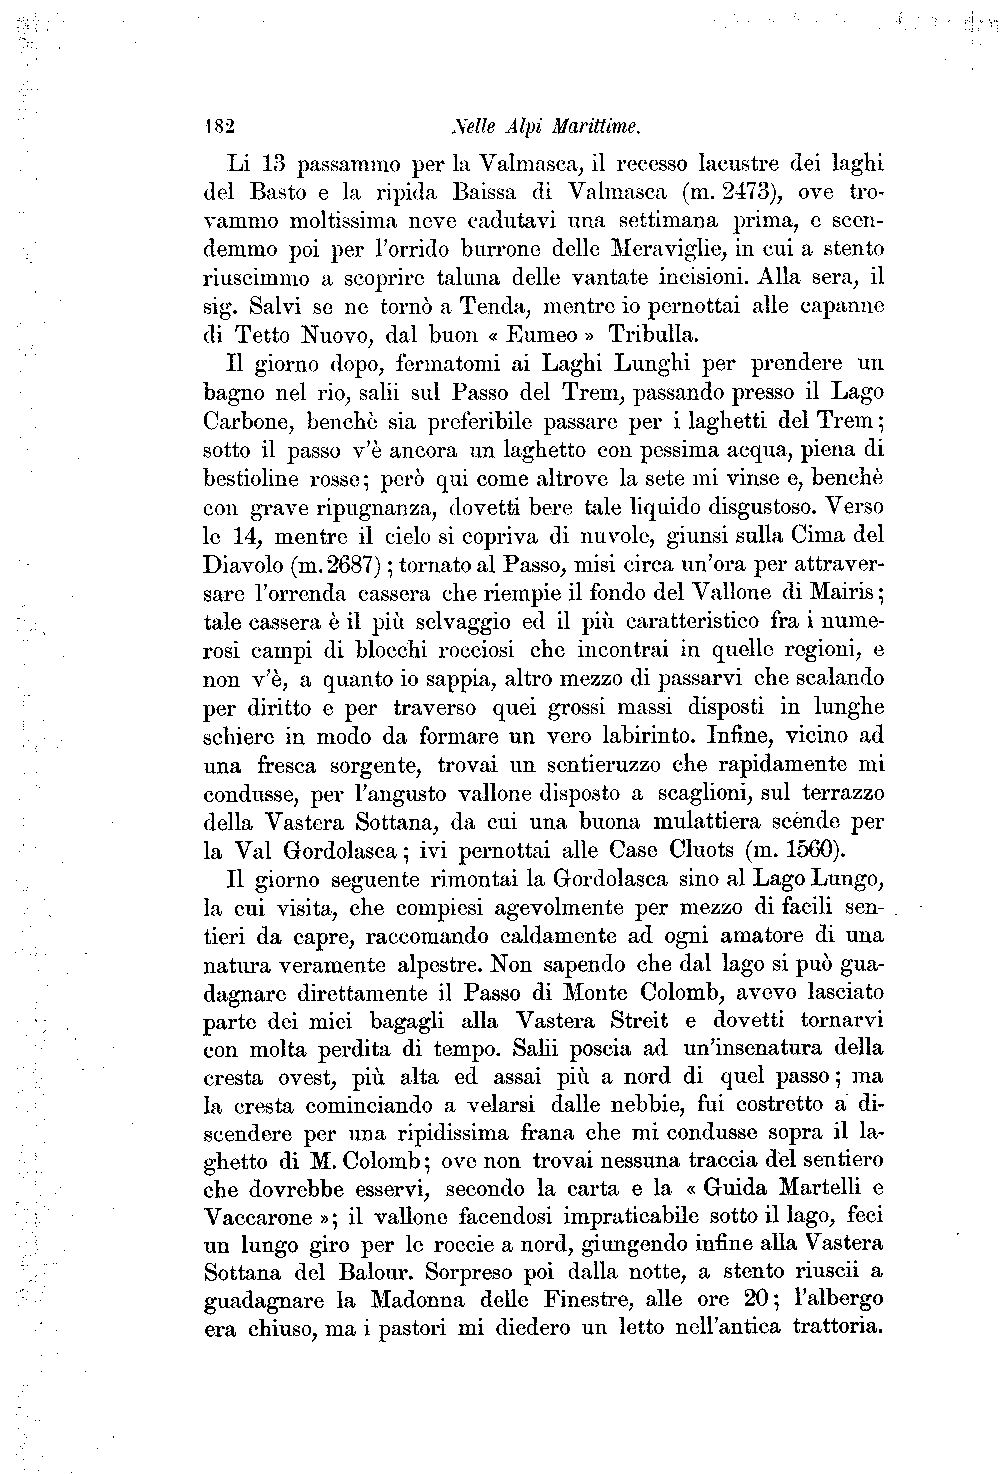 182 Nelle Alpi Marittime.
Li 13 passammo per la Valmasca, il recesso lacustre dei laghi
del Basto e la ripida Baissa di Valmasca (m. 2473), ove tro-
vammo moltissima neve cadutavi una settimana prima, e scen-
demmo poi per l'orrido burrone delle Meraviglie, in cui a stento
riuscimmo a scoprire taluna delle vantate incisioni. Alla sera, il
sig. Salvi se ne tornò a Tenda, mentre io pernottai alle capanne
di Tetto Nuovo, dal buon « Eumeo » Tribulla.
Il giorno dopo, fermatomi ai Laghi Lunghi per prendere un
bagno nel rio, salii sul Passo del Trem, passando presso il Lago
Carbone, benchè sia preferibile passare per i laghetti del Trem;
sotto il passo v'è ancora un laghetto con pessima acqua, piena di
bestioline rosse; però qui come altrove la sete mi vinse e, benchè
con grave ripugnanza, dovetti bere tale liquido disgustoso. Verso
le 14, mentre il cielo si copriva di nuvole, giunsi sulla Cima del
Diavolo (m. 2687) ; tornato al Passo, misi circa un'ora per attraver-
sare l'orrenda cassera che riempie il fondo del Vallone di Mairis;
tale cassera è il più selvaggio ed il più caratteristico fra i nume-
rosi campi di blocchi rocciosi che incontrai in quelle regioni, e
non v'è, a quanto io sappia, altro mezzo di passarvi che scalando
per diritto e per traverso quei grossi massi disposti in lunghe
schiere in modo da formare un vero labirinto. Infine, vicino ad
una fresca sorgente, trovai un sentieruzzo che rapidamente mi
condusse, per l'angusto vallone disposto a scaglioni, sul terrazzo
della Vastera Sottana, da cui una buona mulattiera scende per
la Val Gordolasca ; ivi pernottai alle Case Cluots (m. 1560).
Il giorno seguente rimontai la Gordolasca sino al Lago Lungo,
la cui visita, che compiesi agevolmente per mezzo di facili sen-
tieri da capre, raccomando caldamente ad ogni amatore di una
natura veramente alpestre. Non sapendo che dal lago si può gua-
dagnare direttamente il Passo di Monte Colomb, avevo lasciato
parte dei miei bagagli alla Vastera Streit e dovetti tornarvi
con molta perdita di tempo. Salii poscia ad un'insenatura della
cresta ovest, più alta ed assai più a nord di quel passo ; ma
la cresta cominciando a velarsi dalle nebbie, fui costretto a di-
scendere per una ripidissima frana che mi condusse sopra il la-
ghetto di M. Colomb; ove non trovai nessuna traccia del sentiero
che dovrebbe esservi, secondo la carta e la « Guida Martelli e
Vaccarone »; il vallone facendosi impraticabile sotto il lago, feci
un lungo giro per le roccie a nord, giungendo infine alla Vastera
Sottana del Balour. Sorpreso poi dalla notte, a stento riuscii a
guadagnare la Madonna delle Finestre, alle ore 20; l'albergo
era chiuso, ma i pastori mi diedero un letto nell'antica trattoria.